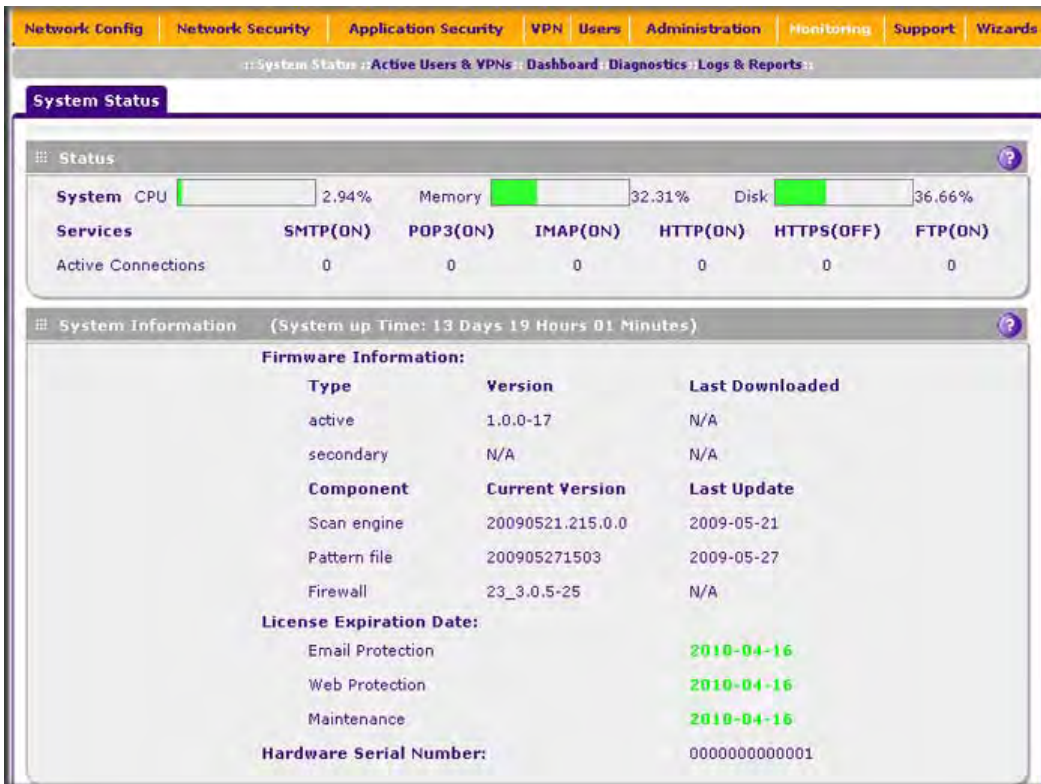 Network Config Network Security Application Security VPN Users Administration Monitoring Support Wizards
:: System Status :: Active Users & VPNs :: Dashboard :: Diagnostics :: Logs & Reports ::
System Status
Status ?
System CPU 2.94% Memory 32.31% Disk 36.66%
Services SMTP(ON) POP3(ON) IMAP(ON) HTTP(ON) HTTPS(OFF) FTP(ON)
Active Connections 0 0 0 0 0 0
System Information (System up Time: 13 Days 19 Hours 01 Minutes) ?
Firmware Information:
Type Version Last Downloaded
active 1.0.0-17 N/A
secondary N/A N/A
Component Current Version Last Update
Scan engine 20090521.215.0.0 2009-05-21
Pattern file 200905271503 2009-05-27
Firewall 23_3.0.5-25 N/A
License Expiration Date:
Email Protection 2010-04-16
Web Protection 2010-04-16
Maintenance 2010-04-16
Hardware Serial Number: 0000000000001